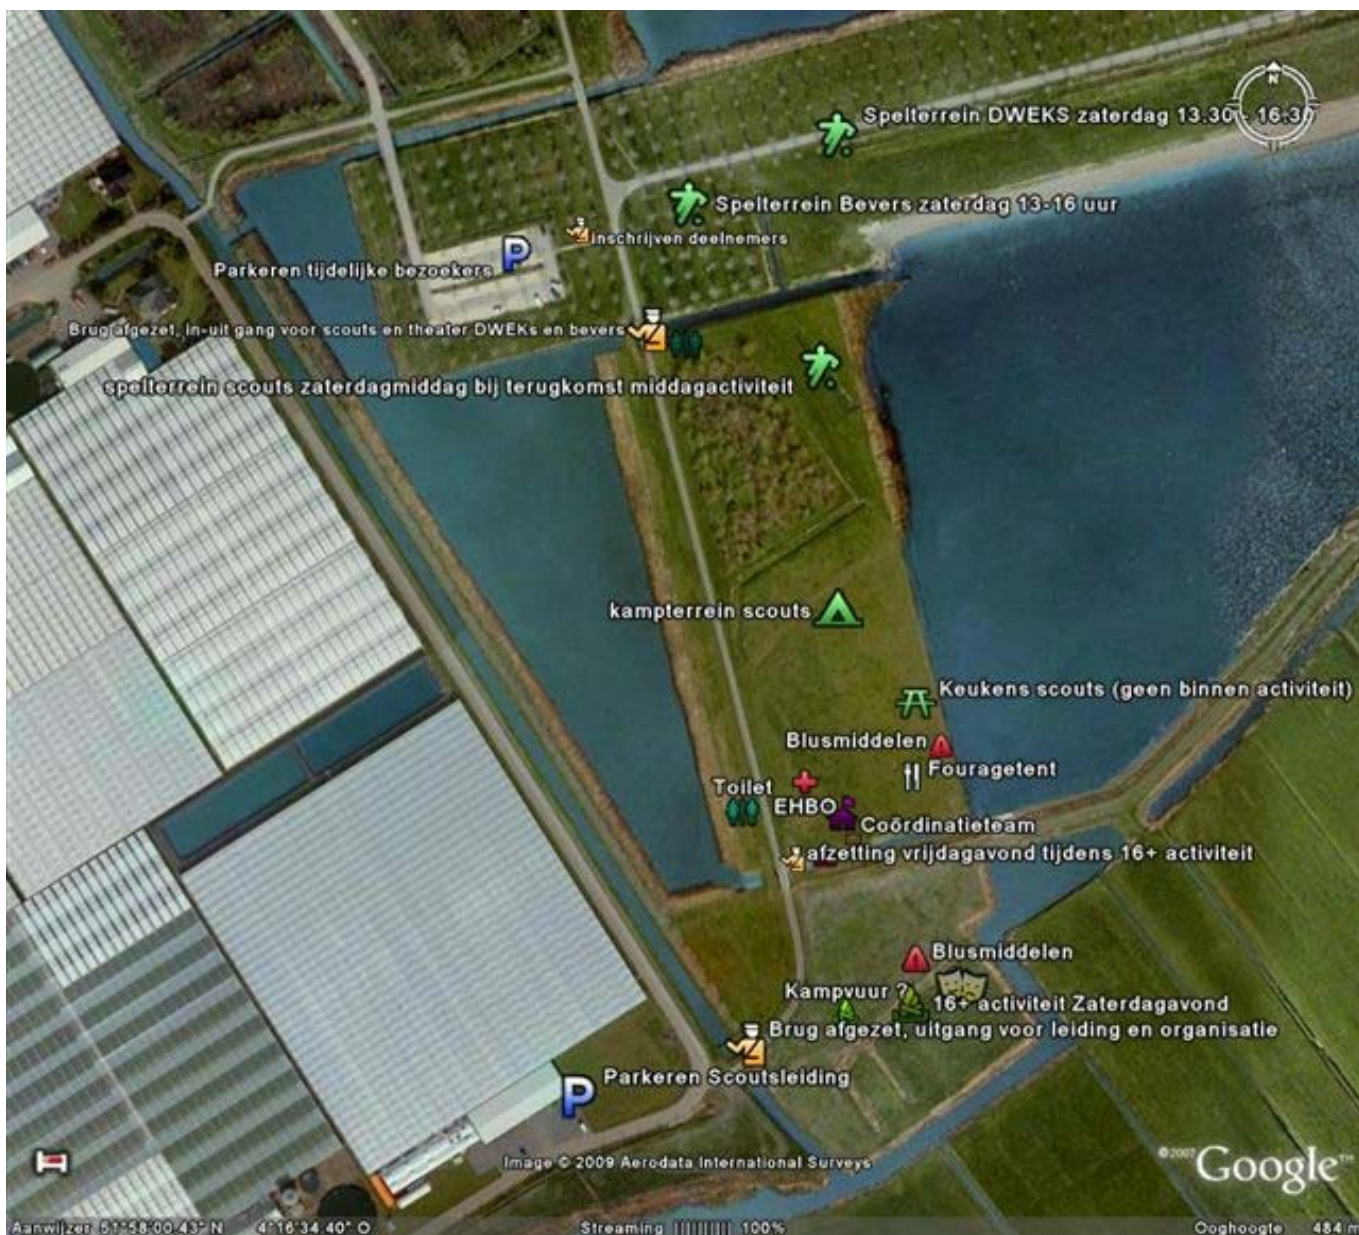 N
Spelterrein DWEKS zaterdag 13.30 - 16.30
Spelterrein Bevers zaterdag 13-16 uur
Inschrijven deelnemers
P
Parkeren tijdelijke bezoekers
Brug afgezet, in-uit gang voor scouts en theater DWEKs en bevers
spelterrein scouts zaterdagmiddag bij terugkomst middagactiviteit
kampterrein scouts
Keukens scouts (geen binnen activiteit)
Blusmiddelen
Fouragetent
Toilet
EHBO
Coördinatieteam
afzetting vrijdagavond tijdens 16+ activiteit
Blusmiddelen
Kampvuur ?
16+ activiteit Zaterdagavond
Brug afgezet, uitgang voor leiding en organisatie
Parkeren Scoutsleiding
P
Image © 2009 Aerodata International Surveys
©2007 Google™
Aanwijzer 51°58'00.43" N 4°16'34.40" O Streaming ||||||||| 100% Ooghoogte 484 m